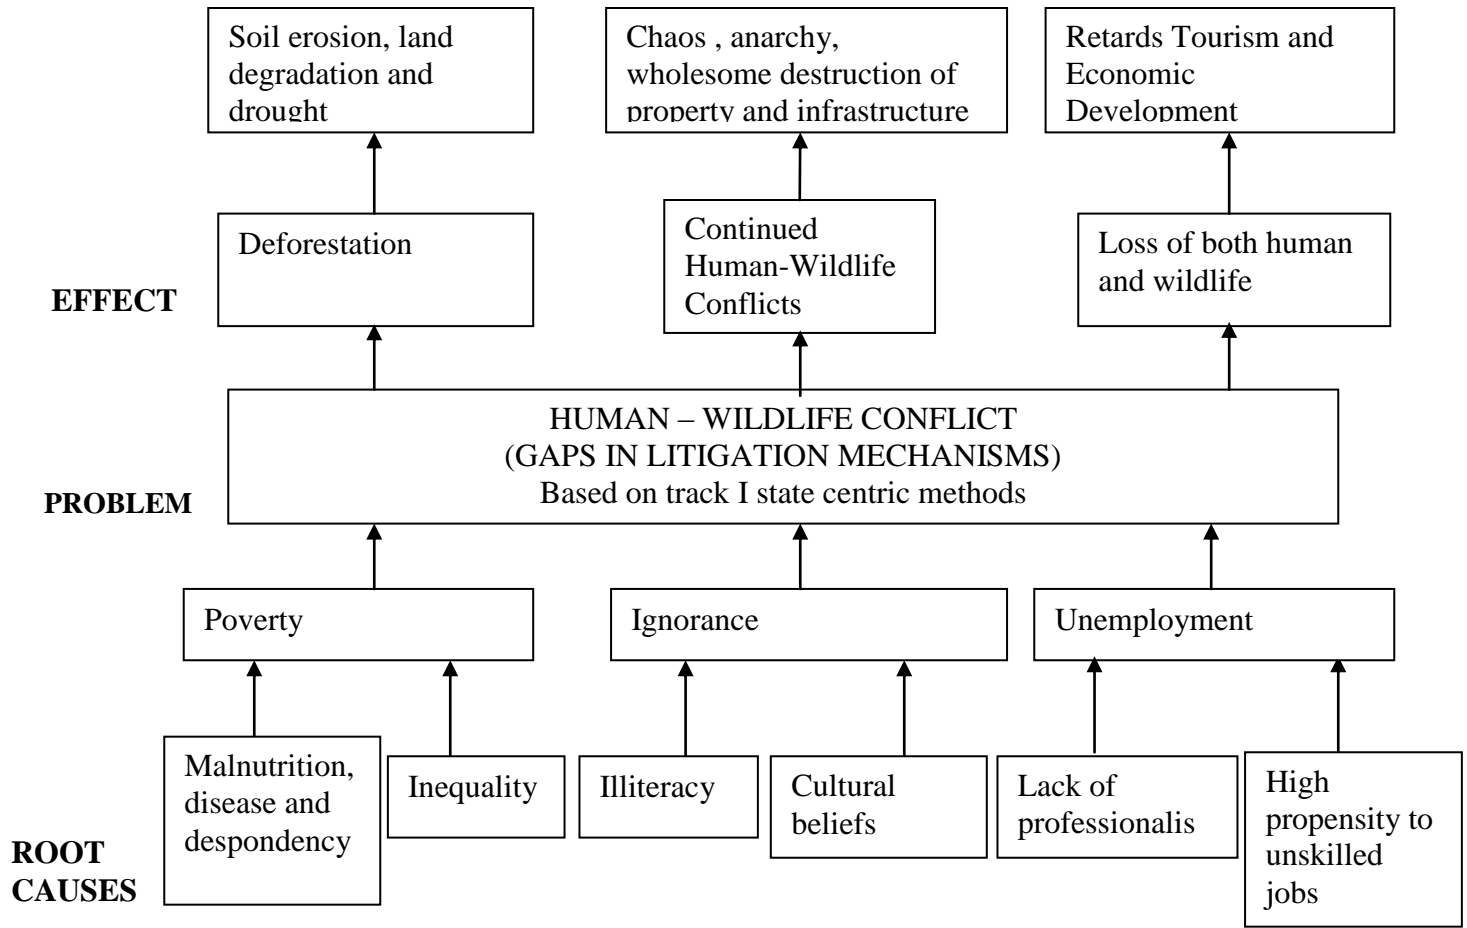 Soil erosion, land
degradation and
drought
Chaos , anarchy,
wholesome destruction of
property and infrastructure
Retards Tourism and
Economic
Development
Deforestation
Continued
Human-Wildlife
Conflicts
Loss of both human
and wildlife
EFFECT
HUMAN – WILDLIFE CONFLICT
(GAPS IN LITIGATION MECHANISMS)
Based on track I state centric methods
PROBLEM
Poverty
Ignorance
Unemployment
Malnutrition,
disease and
despondency
Inequality
Illiteracy
Cultural
beliefs
Lack of
professionalis
High
propensity to
unskilled
jobs
ROOT
CAUSES